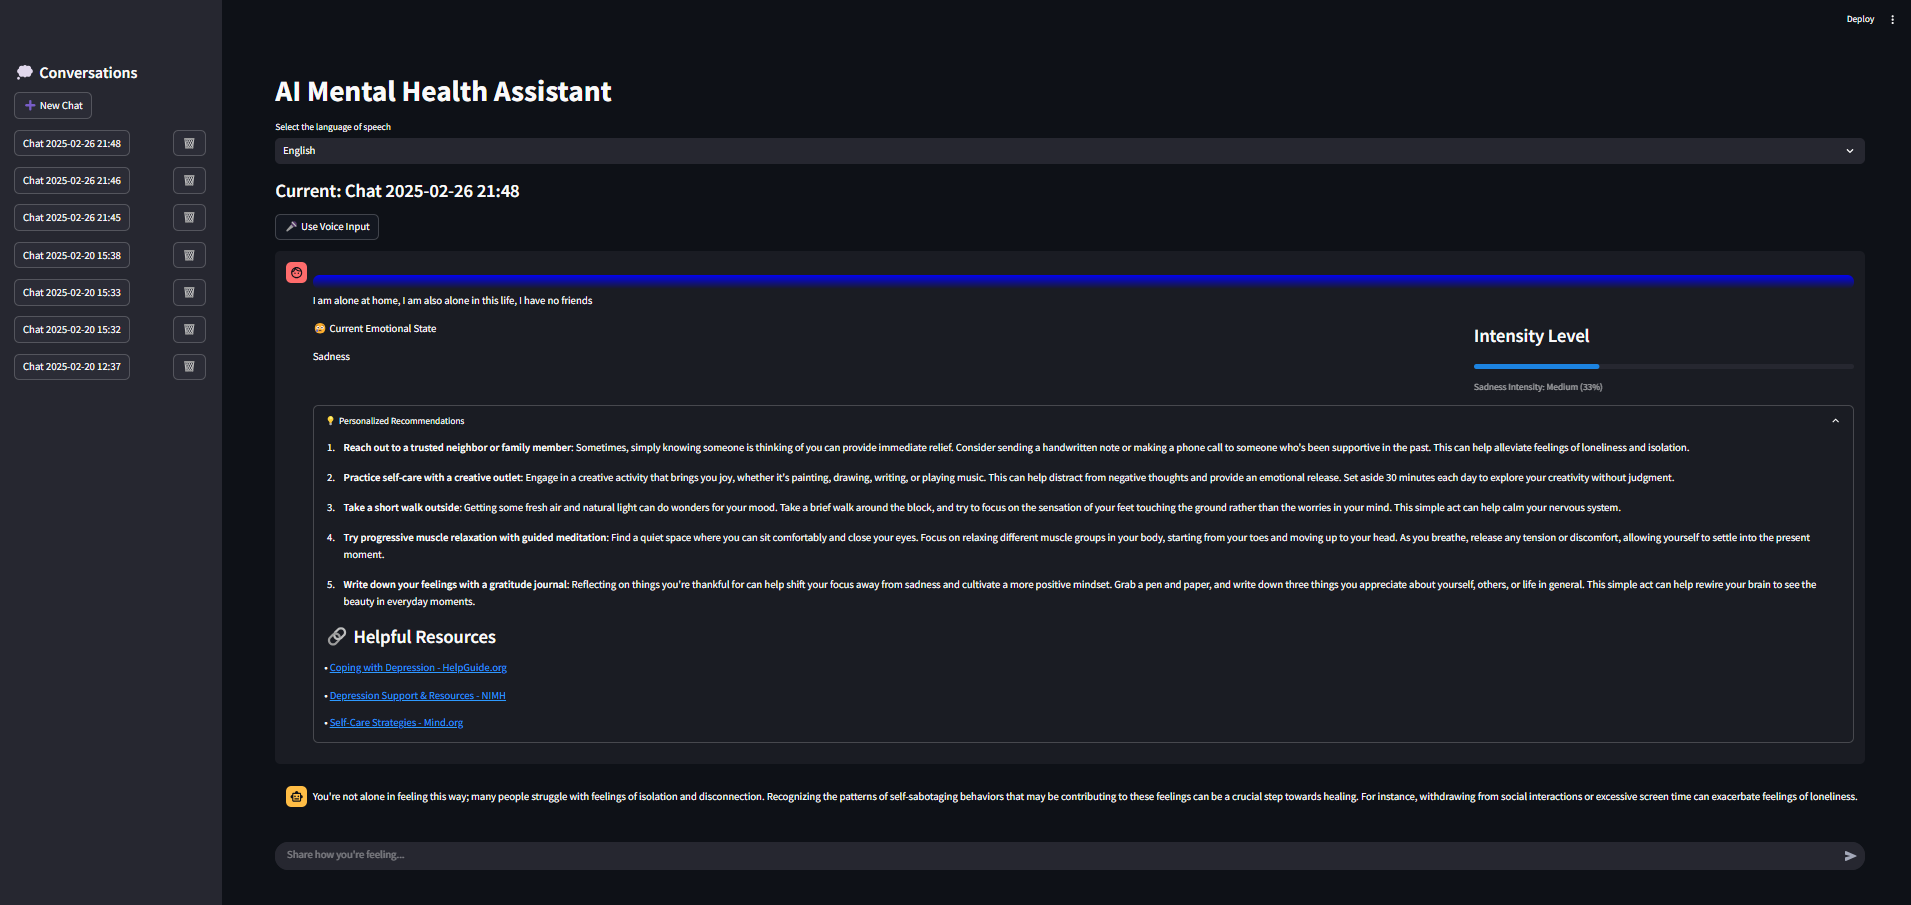 Deploy
Conversations
New Chat
Chat 2025-02-26 21:48
Chat 2025-02-26 21:46
Chat 2025-02-26 21:45
Chat 2025-02-20 15:38
Chat 2025-02-20 15:33
Chat 2025-02-20 15:32
Chat 2025-02-20 12:37
AI Mental Health Assistant
Select the language of speech
English
Current: Chat 2025-02-26 21:48
Use Voice Input
I am alone at home, I am also alone in this life, I have no friends
Current Emotional State
Sadness
Intensity Level
Sadness Intensity: Medium (33%)
Personalized Recommendations
1. Reach out to a trusted neighbor or family member: Sometimes, simply knowing someone is thinking of you can provide immediate relief. Consider sending a handwritten note or making a phone call to someone who's been supportive in the past. This can help alleviate feelings of loneliness and isolation.
2. Practice self-care with a creative outlet: Engage in a creative activity that brings you joy, whether it's painting, drawing, writing, or playing music. This can help distract from negative thoughts and provide an emotional release. Set aside 30 minutes each day to explore your creativity without judgment.
3. Take a short walk outside: Getting some fresh air and natural light can do wonders for your mood. Take a brief walk around the block, and try to focus on the sensation of your feet touching the ground rather than the worries in your mind. This simple act can help calm your nervous system.
4. Try progressive muscle relaxation with guided meditation: Find a quiet space where you can sit comfortably and close your eyes. Focus on relaxing different muscle groups in your body, starting from your toes and moving up to your head. As you breathe, release any tension or discomfort, allowing yourself to settle into the present
moment.
5. Write down your feelings with a gratitude journal: Reflecting on things you're thankful for can help shift your focus away from sadness and cultivate a more positive mindset. Grab a pen and paper, and write down three things you appreciate about yourself, others, or life in general. This simple act can help rewire your brain to see the
beauty in everyday moments.
Helpful Resources
• Coping with Depression - HelpGuide.org
• Depression Support & Resources - NIMH
• Self-Care Strategies - Mind.org
You're not alone in feeling this way; many people struggle with feelings of isolation and disconnection. Recognizing the patterns of self-sabotaging behaviors that may be contributing to these feelings can be a crucial step towards healing. For instance, withdrawing from social interactions or excessive screen time can exacerbate feelings of loneliness.
Share how you're feeling...